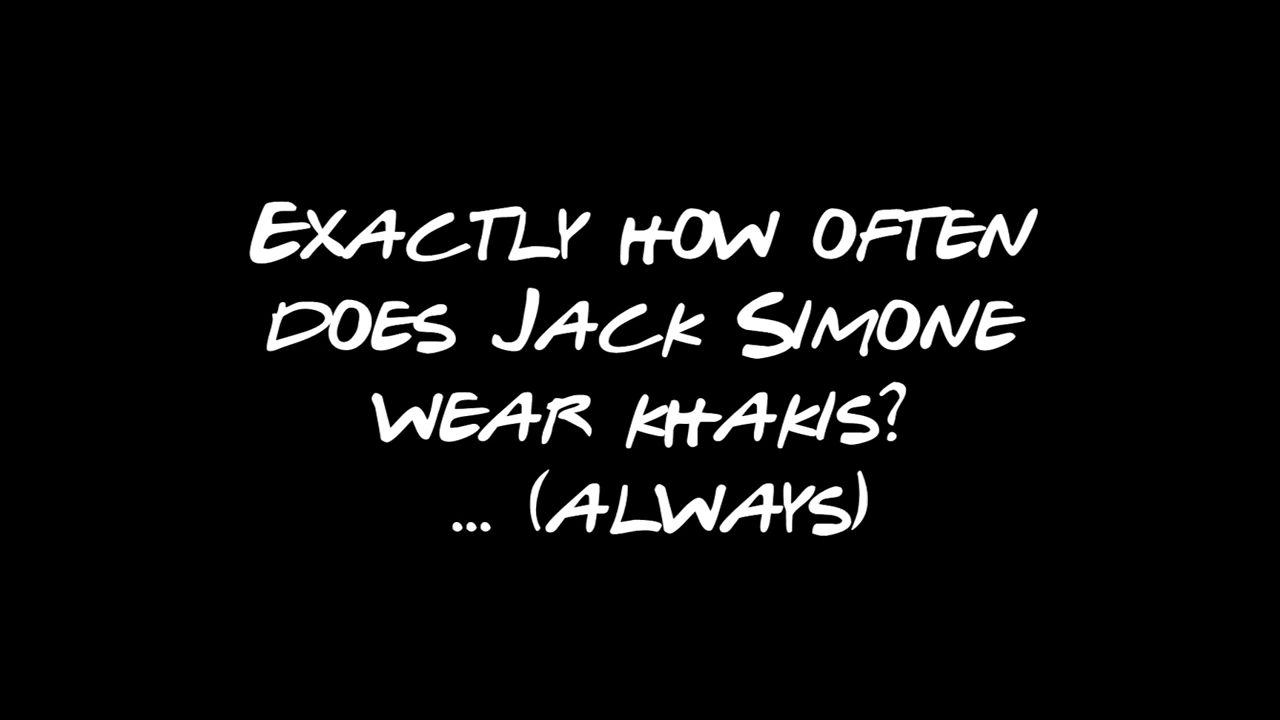 Exactly how often
does Jack Simone
wear khakis?
... (always)